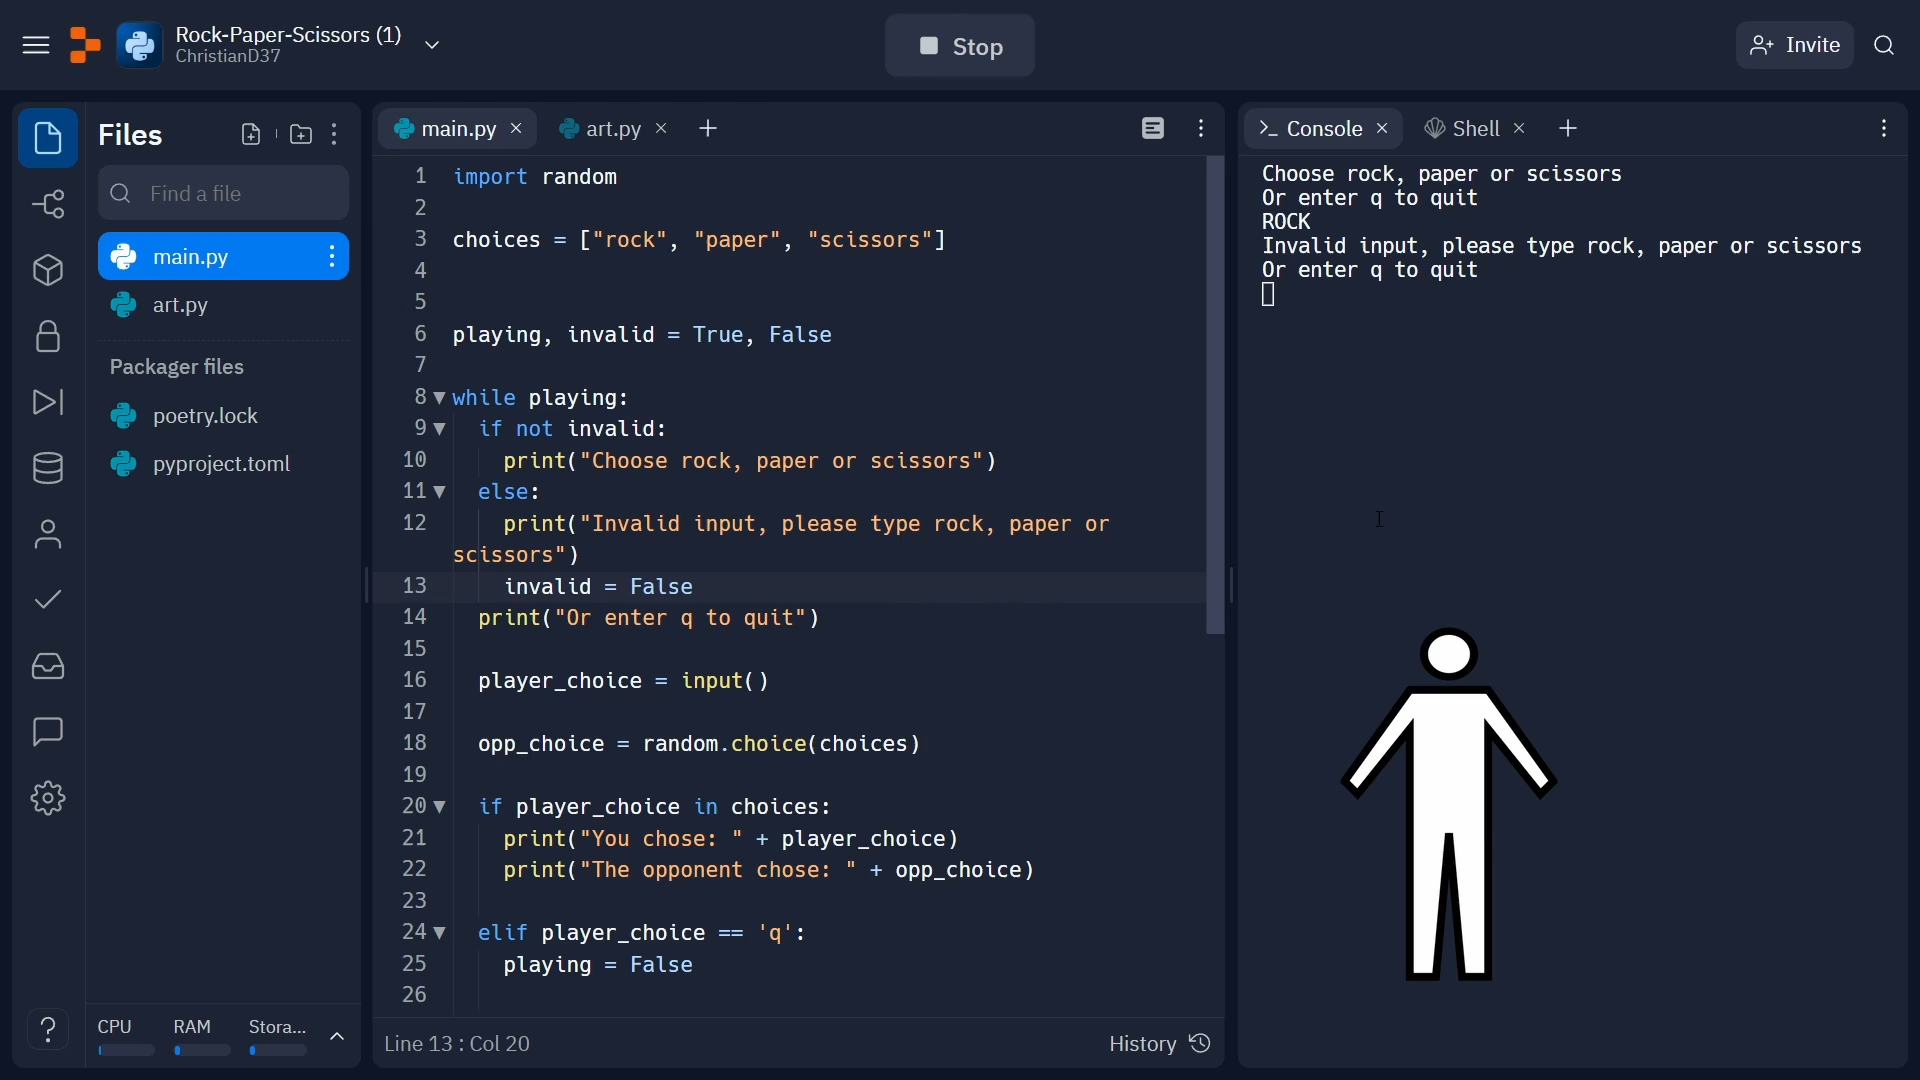 Rock-Paper-Scissors (1)
ChristianD37
Stop
Invite
Files
Find a file
main.py
art.py
Packager files
poetry.lock
pyproject.toml
CPU
RAM
Stora...
main.py
art.py
1 import random
2
3 choices = ["rock", "paper", "scissors"]
4
5
6 playing, invalid = True, False
7
8 while playing:
9 if not invalid:
10 print("Choose rock, paper or scissors")
11 else:
12 print("Invalid input, please type rock, paper or
scissors")
13 invalid = False
14 print("Or enter q to quit")
15
16 player_choice = input()
17
18 opp_choice = random.choice(choices)
19
20 if player_choice in choices:
21 print("You chose: " + player_choice)
22 print("The opponent chose: " + opp_choice)
23
24 elif player_choice == 'q':
25 playing = False
26
Line 13 : Col 20
History
Console
Shell
Choose rock, paper or scissors
Or enter q to quit
ROCK
Invalid input, please type rock, paper or scissors
Or enter q to quit